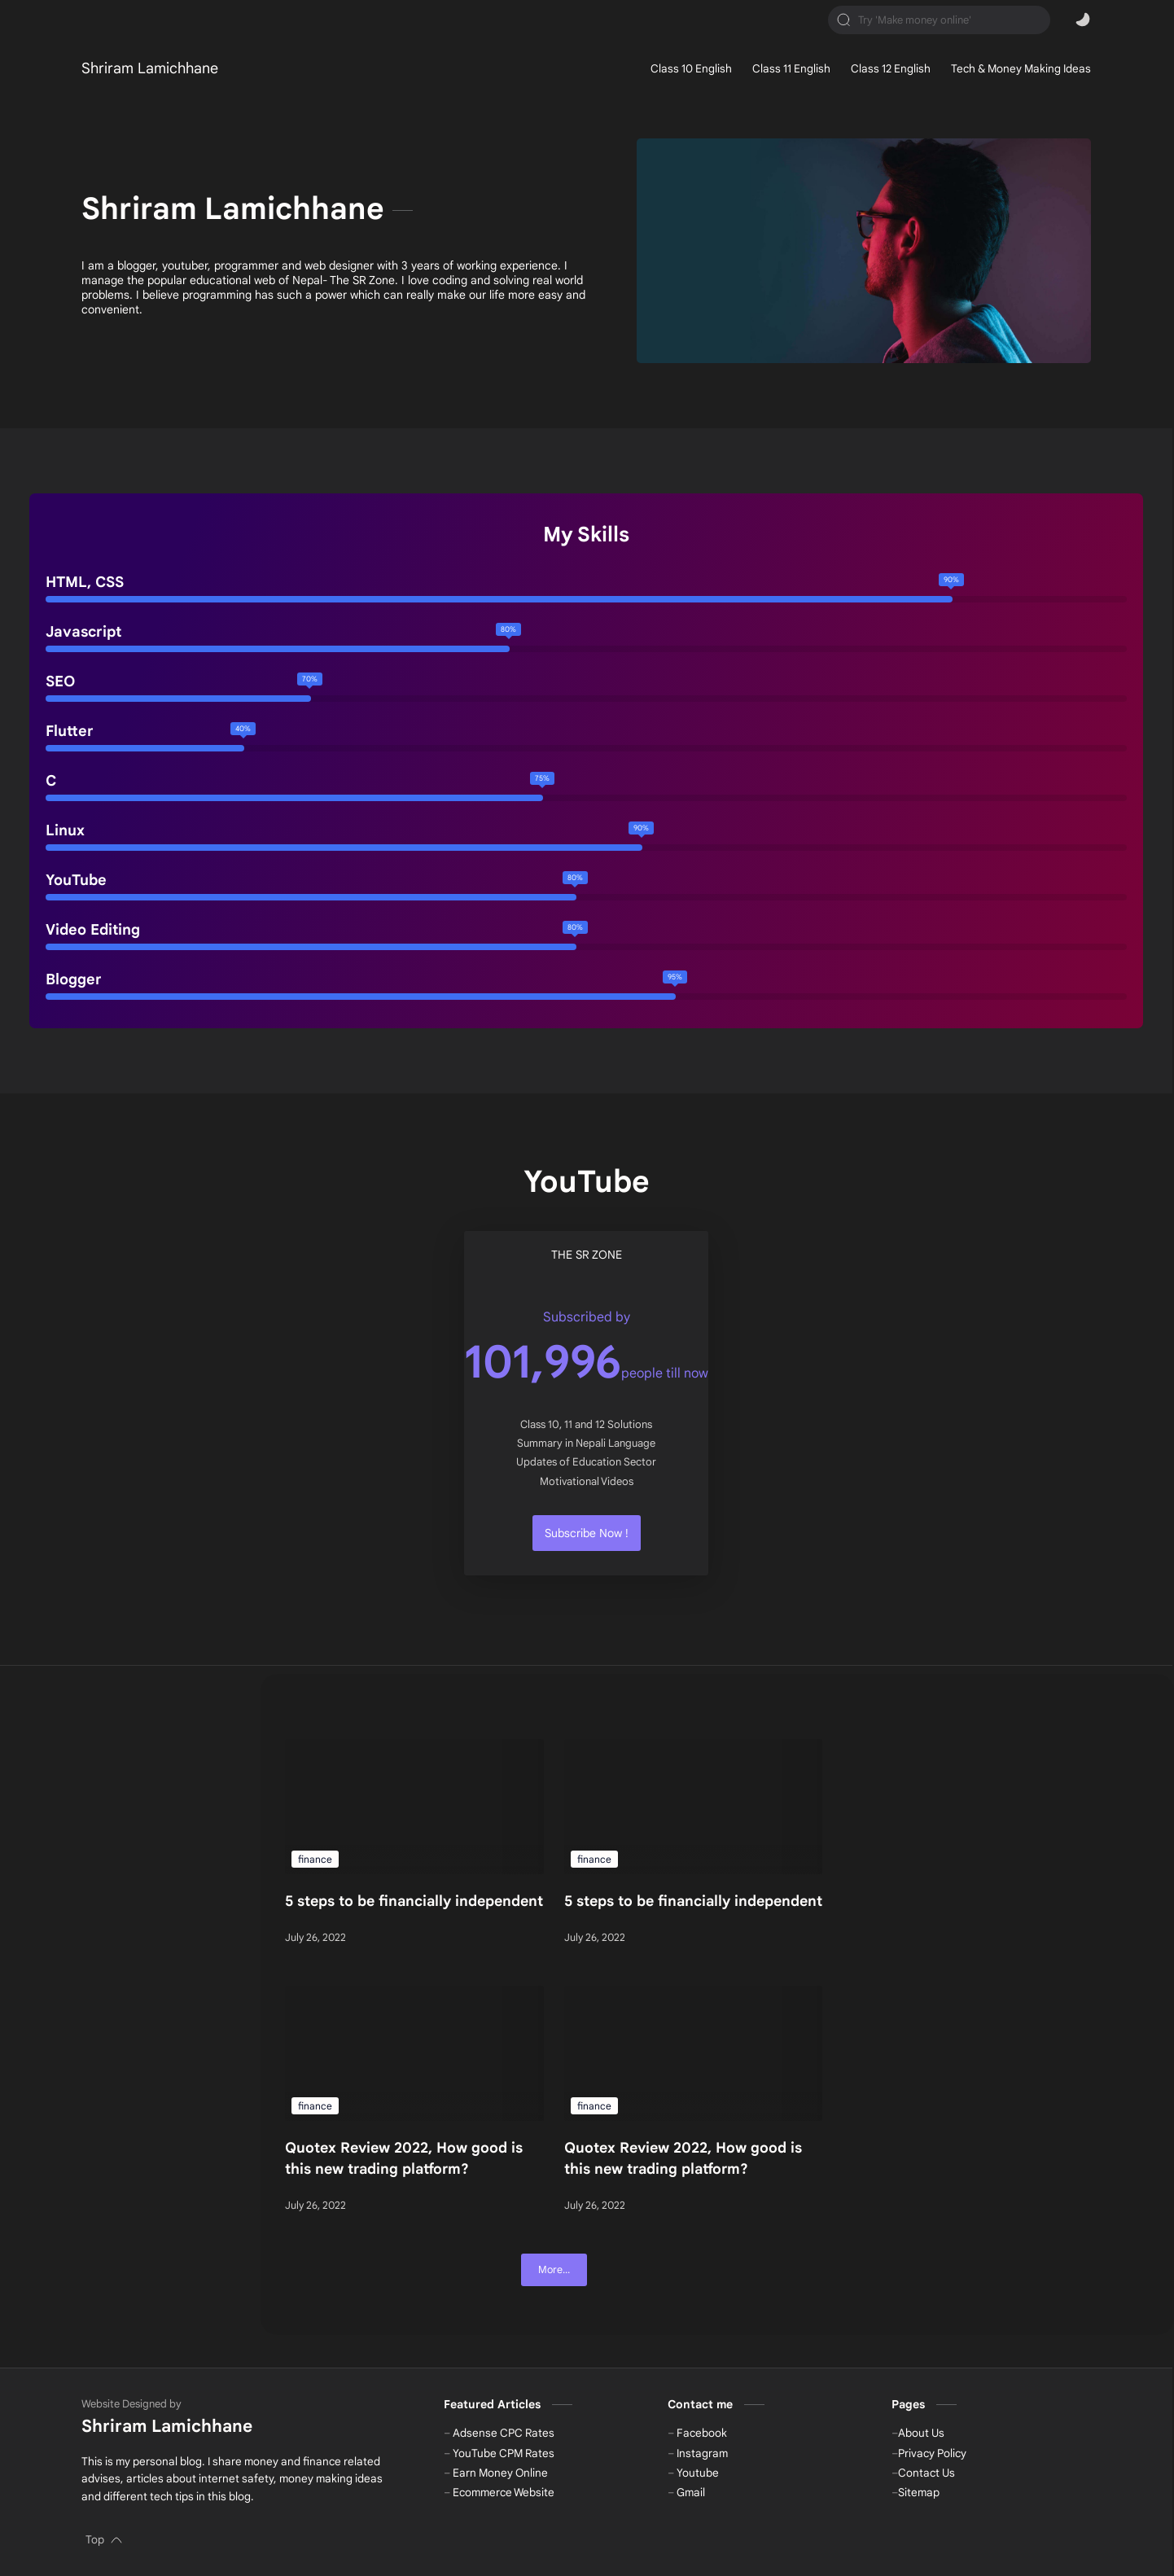 Try 'Make money online'
Shriram Lamichhane
Class 10 English
Class 11 English
Class 12 English
Tech & Money Making Ideas
Shriram Lamichhane
I am a blogger, youtuber, programmer and web designer with 3 years of working experience. I
manage the popular educational web of Nepal- The SR Zone. I love coding and solving real world
problems. I believe programming has such a power which can really make our life more easy and
convenient.
My Skills
HTML, CSS
90%
Javascript
80%
SEO
70%
Flutter
40%
C
75%
Linux
90%
YouTube
80%
Video Editing
80%
Blogger
95%
YouTube
THE SR ZONE
Subscribed by
101,996 people till now
Class 10, 11 and 12 Solutions
Summary in Nepali Language
Updates of Education Sector
Motivational Videos
Subscribe Now !
finance
5 steps to be financially independent
July 26, 2022
finance
5 steps to be financially independent
July 26, 2022
finance
Quotex Review 2022, How good is
this new trading platform?
July 26, 2022
finance
Quotex Review 2022, How good is
this new trading platform?
July 26, 2022
More...
Website Designed by
Shriram Lamichhane
This is my personal blog. I share money and finance related
advises, articles about internet safety, money making ideas
and different tech tips in this blog.
Top
Featured Articles
– Adsense CPC Rates
– YouTube CPM Rates
– Earn Money Online
– Ecommerce Website
Contact me
– Facebook
– Instagram
– Youtube
– Gmail
Pages
–About Us
–Privacy Policy
–Contact Us
–Sitemap